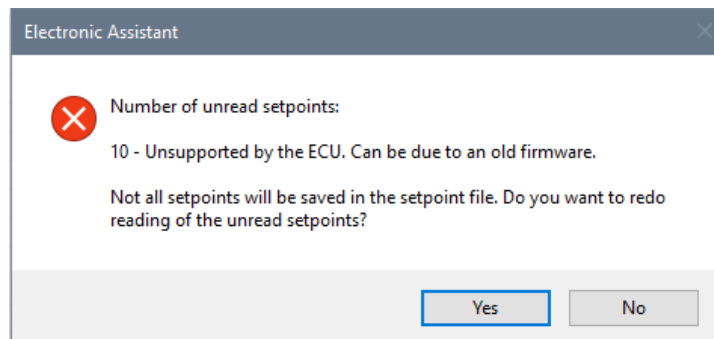 Electronic Assistant
Number of unread setpoints:
10 - Unsupported by the ECU. Can be due to an old firmware.
Not all setpoints will be saved in the setpoint file. Do you want to redo
reading of the unread setpoints?
Yes
No